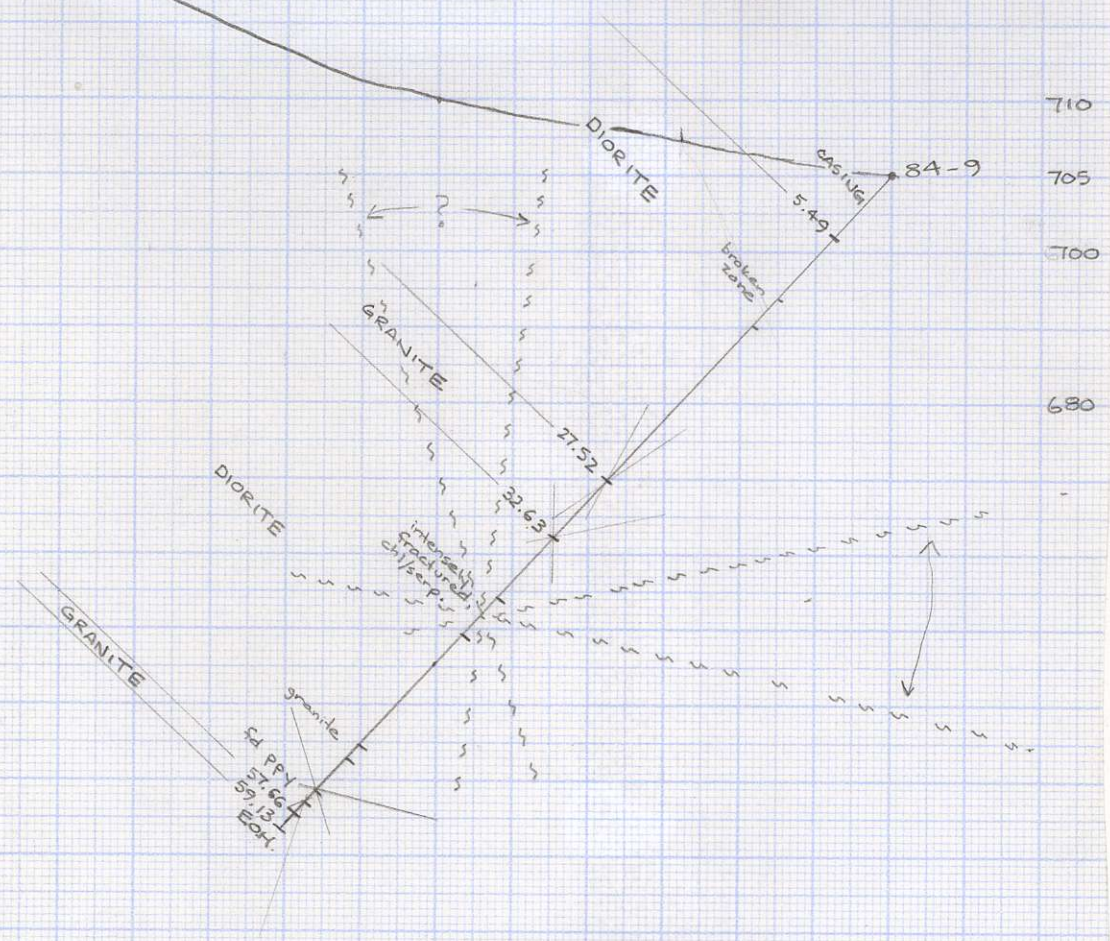 710
DIORITE
CASING
84-9
705
5.49
700
?
broken
zone
GRANITE
680
27.52
32.63
DIORITE
intensely
fractured,
chl/serp.
GRANITE
granite
fd PPY
57.66
59.13
EOH.